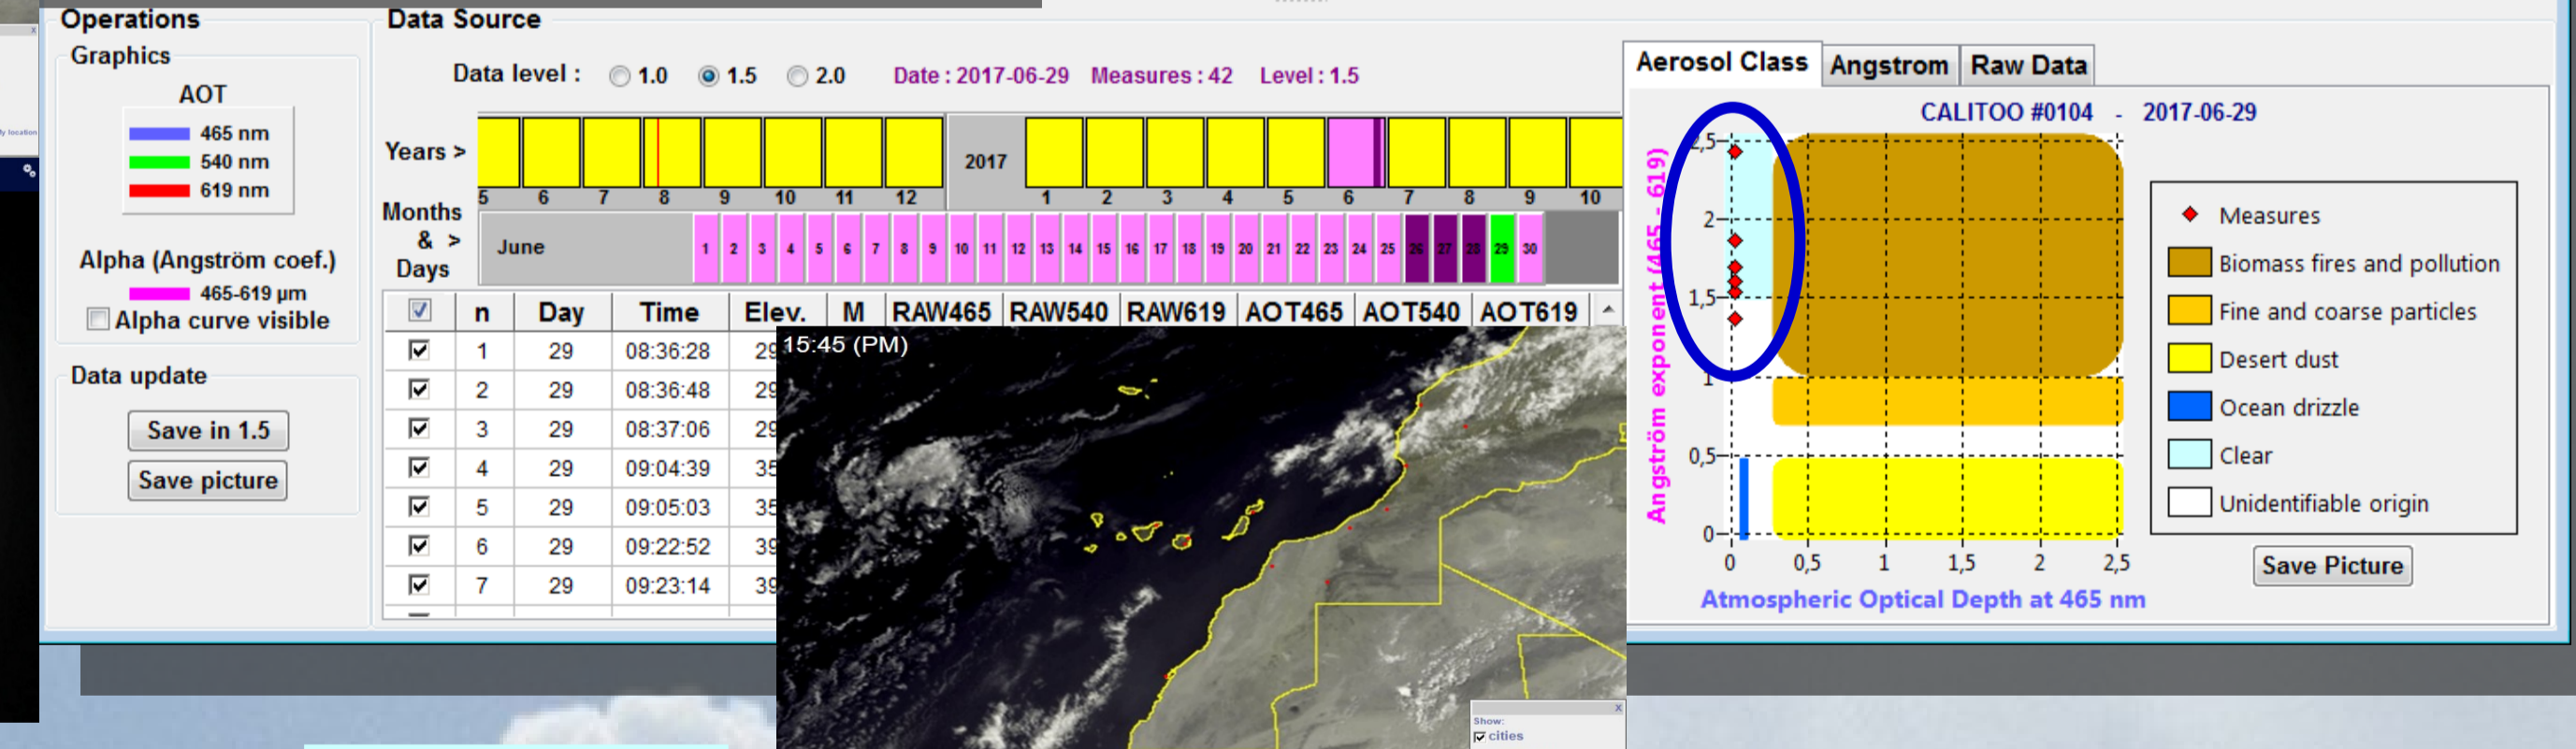 Operations
Graphics
AOT
465 nm
540 nm
619 nm
Alpha (Angström coef.)
465-619 µm
Alpha curve visible
Data update
Save in 1.5
Save picture
Data Source
Data level : 1.0 1.5 2.0 Date : 2017-06-29 Measures : 42 Level : 1.5
Years >
2017
5 6 7 8 9 10 11 12 1 2 3 4 5 6 7 8 9 10
Months
& >
Days
June 1 2 3 4 5 6 7 8 9 10 11 12 13 14 15 16 17 18 19 20 21 22 23 24 25 26 27 28 29 30
n Day Time Elev. M RAW465 RAW540 RAW619 AOT465 AOT540 AOT619
1 29 08:36:28 29
2 29 08:36:48 29
3 29 08:37:06 29
4 29 09:04:39 35
5 29 09:05:03 35
6 29 09:22:52 39
7 29 09:23:14 39
15:45 (PM)
Show:
cities
x
Aerosol Class Angstrom Raw Data
CALITOO #0104 - 2017-06-29
Angström exponent (465 - 619)
2,5
2
1,5
1
0,5
0
0 0,5 1 1,5 2 2,5
Atmospheric Optical Depth at 465 nm
Measures
Biomass fires and pollution
Fine and coarse particles
Desert dust
Ocean drizzle
Clear
Unidentifiable origin
Save Picture